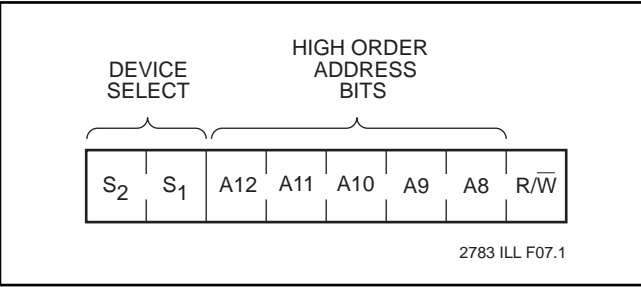 DEVICE
SELECT
HIGH ORDER
ADDRESS
BITS
S2 S1 A12 A11 A10 A9 A8 R/W̅
2783 ILL F07.1